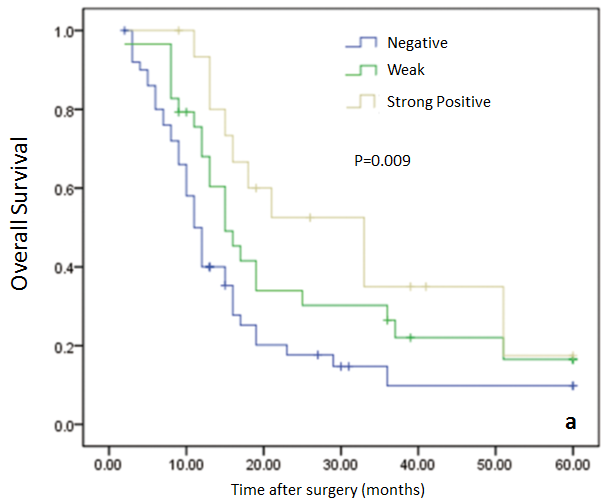 Negative
Weak
Strong Positive
P=0.009
Overall Survival
1.0
0.8
0.6
0.4
0.2
0.0
a
0.00 10.00 20.00 30.00 40.00 50.00 60.00
Time after surgery (months)